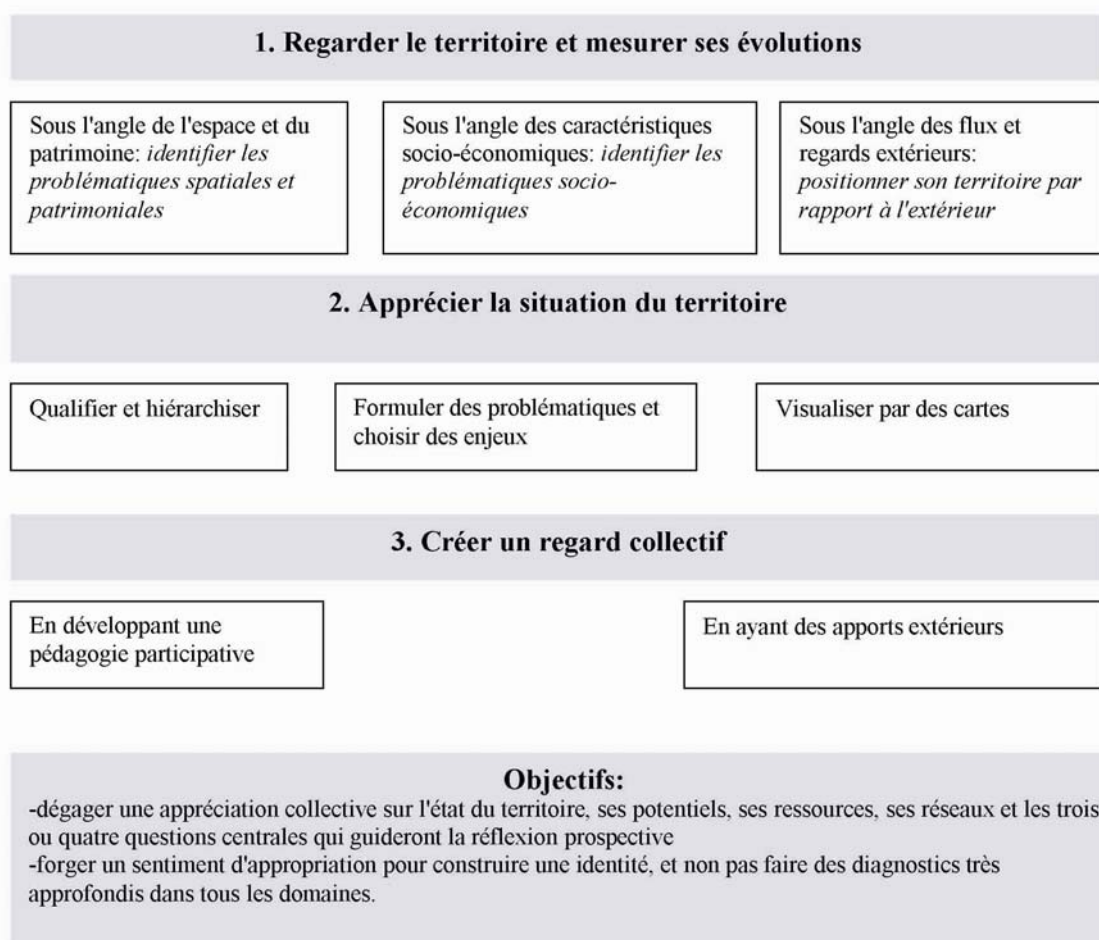 1. Regarder le territoire et mesurer ses évolutions
Sous l'angle de l'espace et du
patrimoine: identifier les
problématiques spatiales et
patrimoniales
Sous l'angle des caractéristiques
socio-économiques: identifier les
problématiques socio-
économiques
Sous l'angle des flux et
regards extérieurs:
positionner son territoire par
rapport à l'extérieur
2. Apprécier la situation du territoire
Qualifier et hiérarchiser
Formuler des problématiques et
choisir des enjeux
Visualiser par des cartes
3. Créer un regard collectif
En développant une
pédagogie participative
En ayant des apports extérieurs
Objectifs:
-dégager une appréciation collective sur l'état du territoire, ses potentiels, ses ressources, ses réseaux et les trois
ou quatre questions centrales qui guideront la réflexion prospective
-forger un sentiment d'appropriation pour construire une identité, et non pas faire des diagnostics très
approfondis dans tous les domaines.